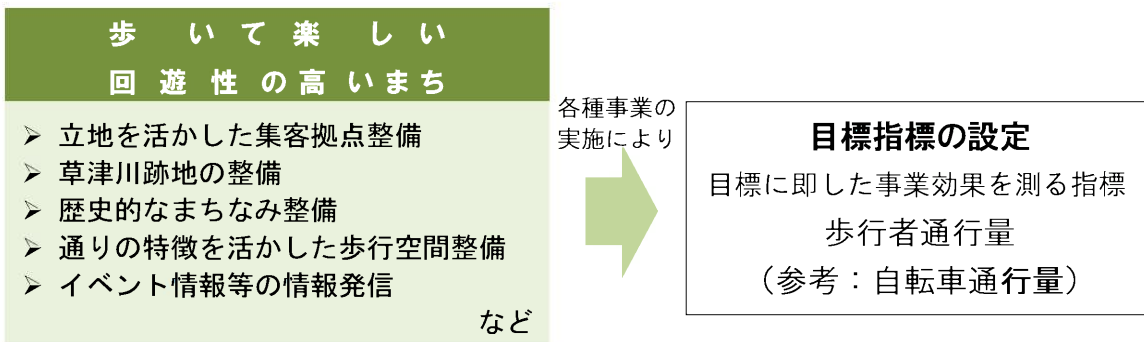 歩いて楽しい
回遊性の高いまち
➢ 立地を活かした集客拠点整備
➢ 草津川跡地の整備
➢ 歴史的なまちなみ整備
➢ 通りの特徴を活かした歩行空間整備
➢ イベント情報等の情報発信
など
各種事業の
実施により
目標指標の設定
目標に即した事業効果を測る指標
歩行者通行量
（参考：自転車通行量）